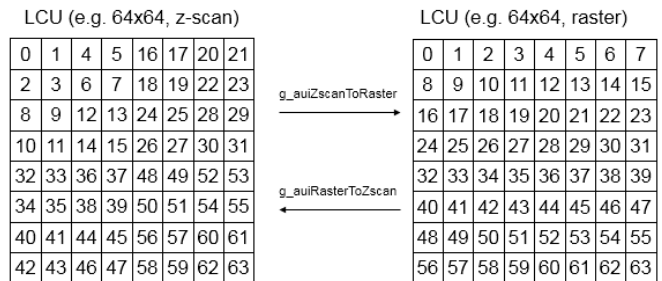 LCU (e.g. 64x64, z-scan)
0 1 4 5 16 17 20 21
2 3 6 7 18 19 22 23
8 9 12 13 24 25 28 29
10 11 14 15 26 27 30 31
32 33 36 37 48 49 52 53
34 35 38 39 50 51 54 55
40 41 44 45 56 57 60 61
42 43 46 47 58 59 62 63
g_auiZscanToRaster
g_auiRasterToZscan
LCU (e.g. 64x64, raster)
0 1 2 3 4 5 6 7
8 9 10 11 12 13 14 15
16 17 18 19 20 21 22 23
24 25 26 27 28 29 30 31
32 33 34 35 36 37 38 39
40 41 42 43 44 45 46 47
48 49 50 51 52 53 54 55
56 57 58 59 60 61 62 63